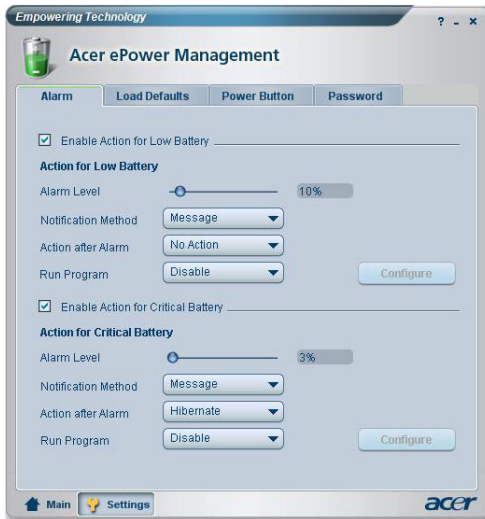 Empowering Technology
? - x
Acer ePower Management
Alarm Load Defaults Power Button Password
Enable Action for Low Battery
Action for Low Battery
Alarm Level 10%
Notification Method Message
Action after Alarm No Action
Run Program Disable Configure
Enable Action for Critical Battery
Action for Critical Battery
Alarm Level 3%
Notification Method Message
Action after Alarm Hibernate
Run Program Disable Configure
Main Settings acer